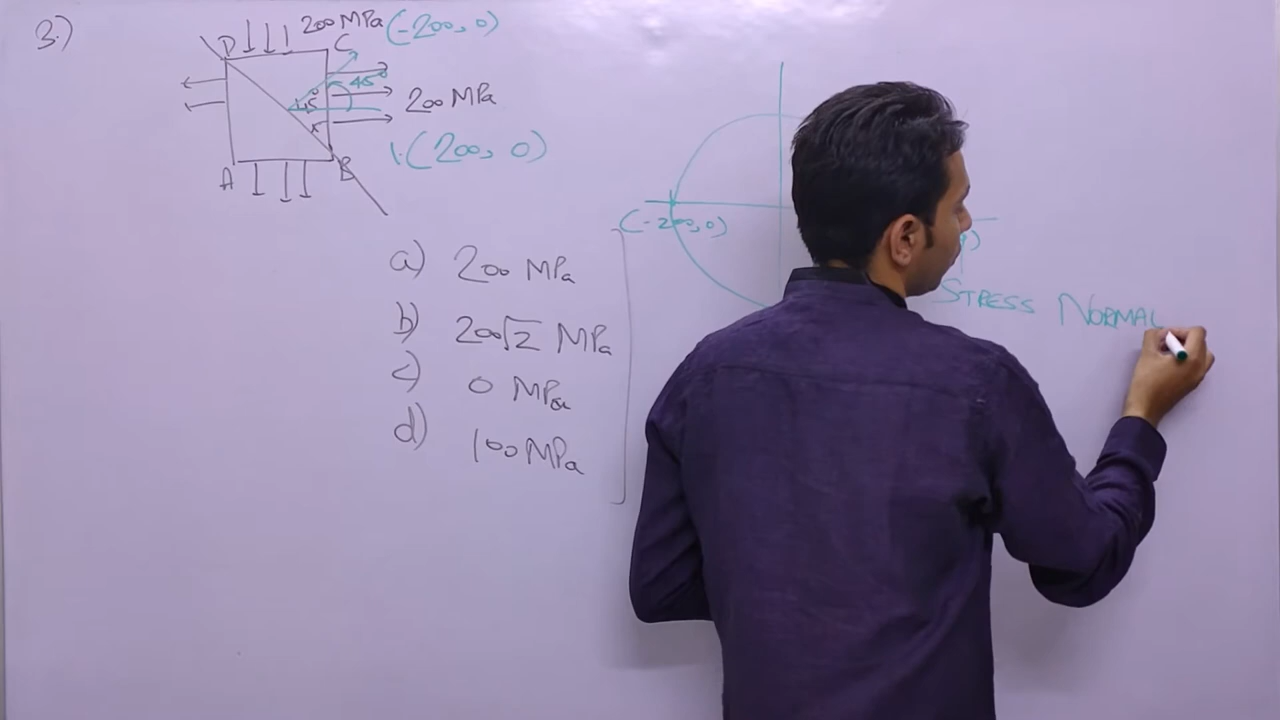 3.)
200 MPa (-200, 0)
D C
45°
45°
200 MPa
1. (200, 0)
A B
a) 200 MPa
b) 200√2 MPa
c) 0 MPa
d) 100 MPa
(-200, 0)
STRESS NORMAL